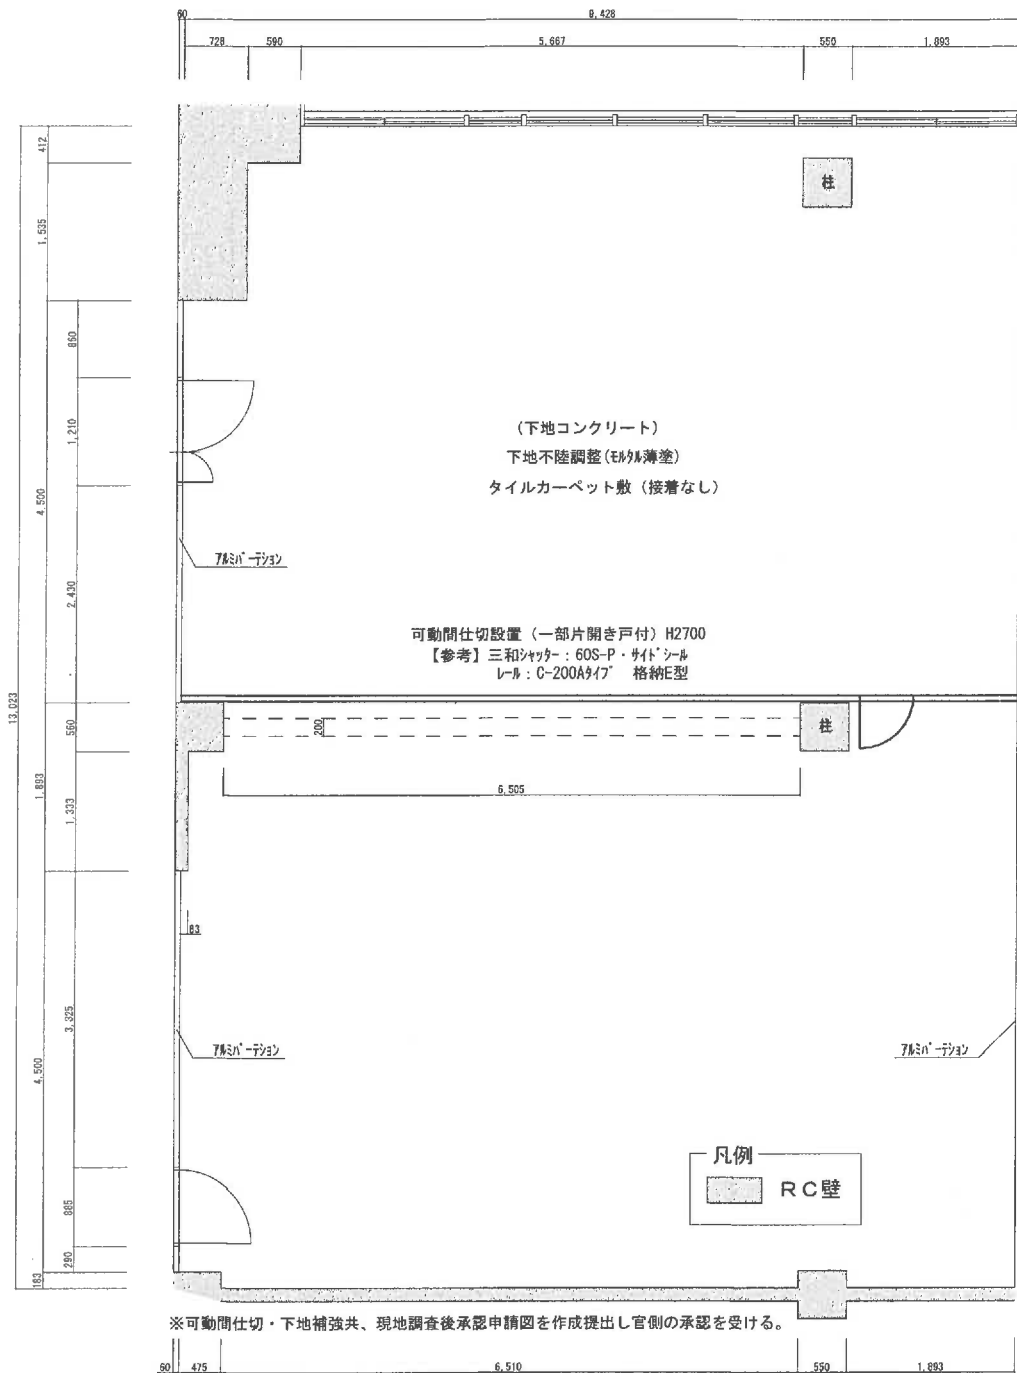 60
9,428
728
590
5,667
550
1,893
412
1,535
860
1,210
4,500
2,430
13,023
560
1,893
1,333
3,325
4,500
885
290
183
柱
(下地コンクリート)
下地不陸調整(ﾓﾙﾀﾙ薄塗)
タイルカーペット敷(接着なし)
ｱﾙﾐﾊﾟｰﾃｼｮﾝ
可動間仕切設置(一部片開き戸付) H2700
【参考】三和ｼｬｯﾀｰ:60S-P・ｻｲﾄﾞｼｰﾙ
ﾚｰﾙ:C-200Aﾀｲﾌﾟ 格納E型
200
柱
6,505
83
ｱﾙﾐﾊﾟｰﾃｼｮﾝ
ｱﾙﾐﾊﾟｰﾃｼｮﾝ
凡例
RC壁
※可動間仕切・下地補強共、現地調査後承認申請図を作成提出し官側の承認を受ける。
60
475
6,510
550
1,893